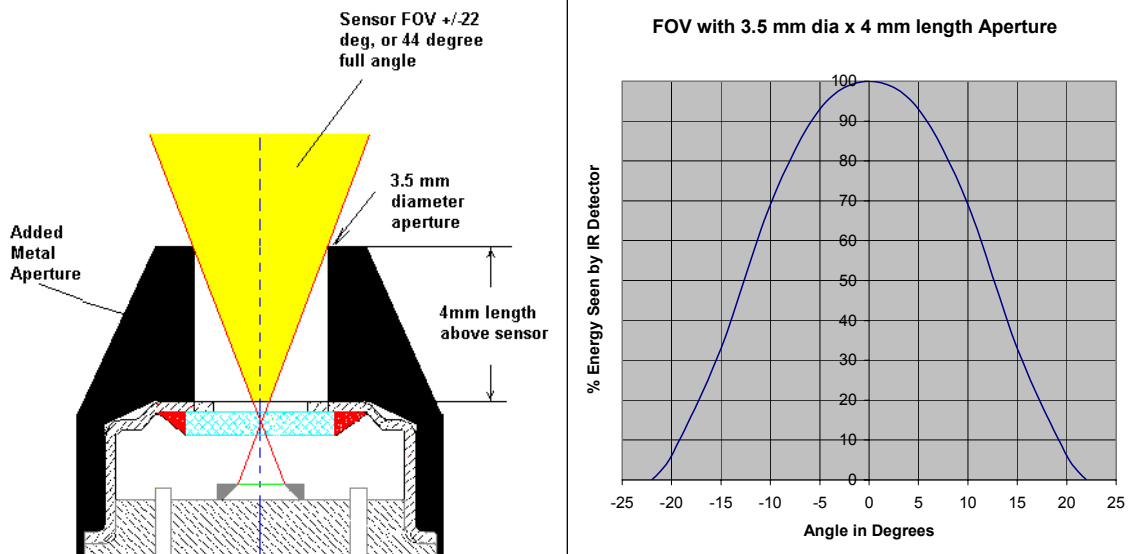 Sensor FOV +/-22
deg, or 44 degree
full angle
3.5 mm
diameter
aperture
Added
Metal
Aperture
4mm length
above sensor
FOV with 3.5 mm dia x 4 mm length Aperture
% Energy Seen by IR Detector
100
90
80
70
60
50
40
30
20
10
0
-25 -20 -15 -10 -5 0 5 10 15 20 25
Angle in Degrees